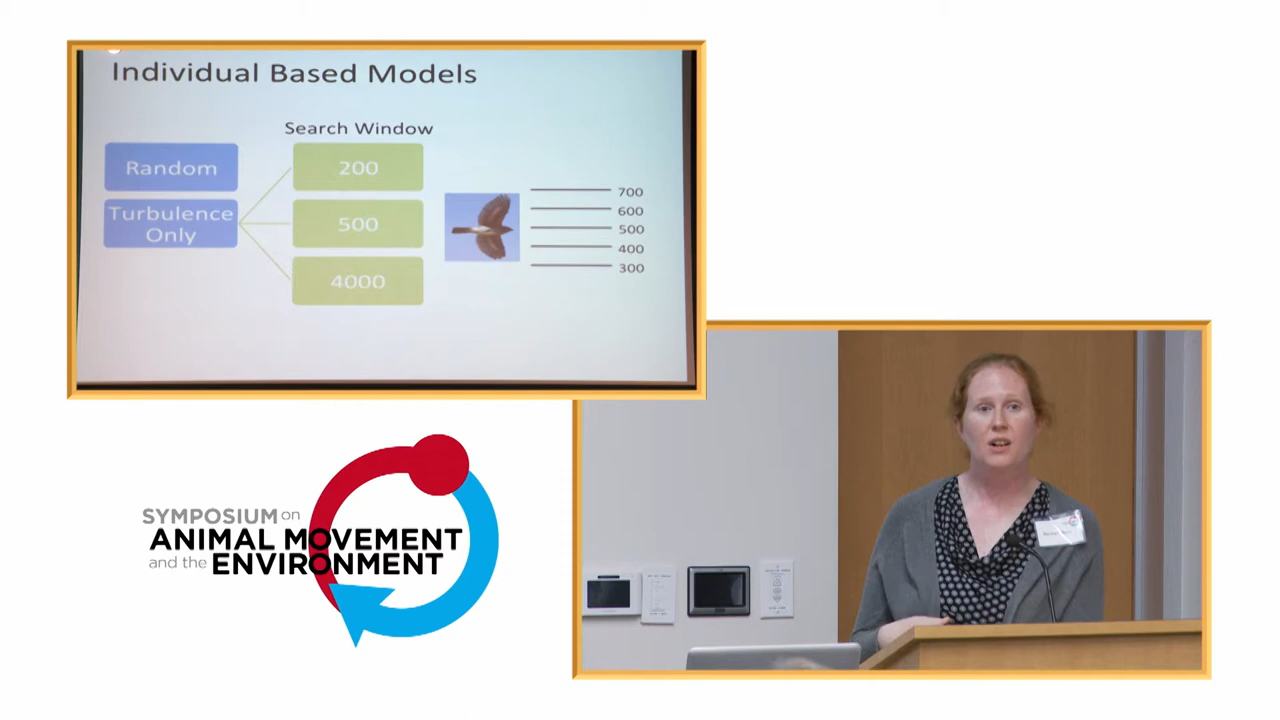 Individual Based Models
Search Window
Random
200
Turbulence
Only
500
4000
700
600
500
400
300
SYMPOSIUM on
ANIMAL MOVEMENT
and the ENVIRONMENT